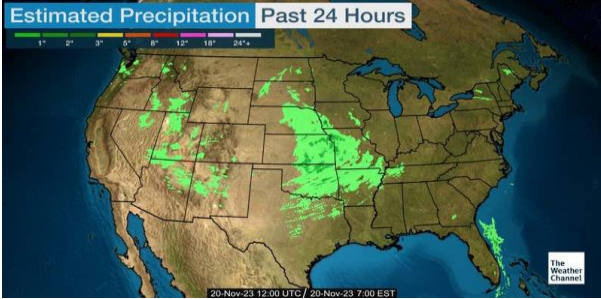 Estimated Precipitation Past 24 Hours
1" 2" 3" 5" 8" 12" 18" 24"+
The
Weather
Channel
20-Nov-23 12:00 UTC / 20-Nov-23 7:00 EST